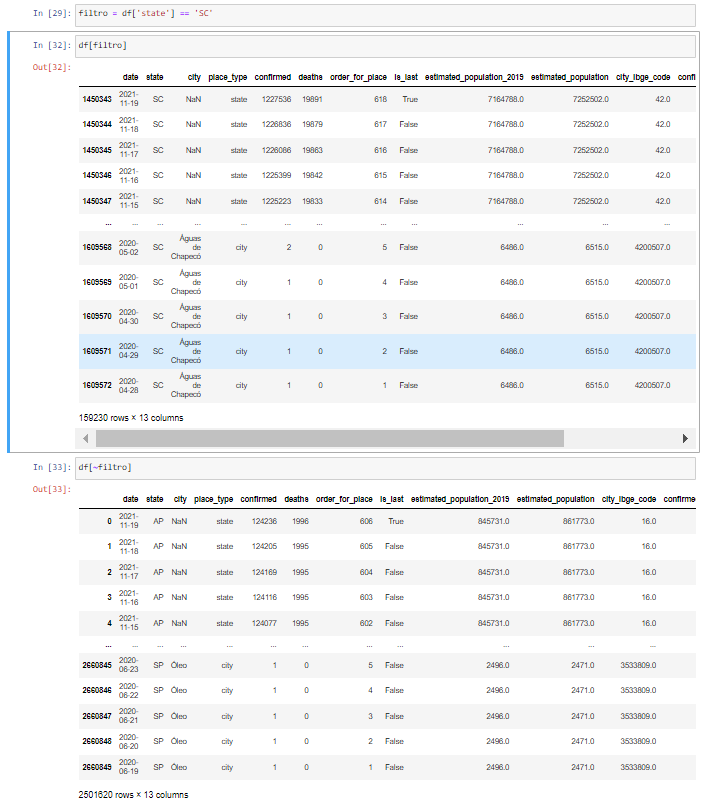 In [29]: filtro = df['state'] == 'SC'
In [32]: df[filtro]
Out[32]:
date state city place_type confirmed deaths order_for_place is_last estimated_population_2019 estimated_population city_ibge_code confi
1450343 2021-11-19 SC NaN state 1227536 19891 618 True 7164788.0 7252502.0 42.0
1450344 2021-11-18 SC NaN state 1226836 19879 617 False 7164788.0 7252502.0 42.0
1450345 2021-11-17 SC NaN state 1226086 19863 616 False 7164788.0 7252502.0 42.0
1450346 2021-11-16 SC NaN state 1225399 19842 615 False 7164788.0 7252502.0 42.0
1450347 2021-11-15 SC NaN state 1225223 19833 614 False 7164788.0 7252502.0 42.0
... ... ... ... ... ... ... ... ... ... ... ...
1609568 2020-05-02 SC Águas de Chapecó city 2 0 5 False 6486.0 6515.0 4200507.0
1609569 2020-05-01 SC Águas de Chapecó city 1 0 4 False 6486.0 6515.0 4200507.0
1609570 2020-04-30 SC Águas de Chapecó city 1 0 3 False 6486.0 6515.0 4200507.0
1609571 2020-04-29 SC Águas de Chapecó city 1 0 2 False 6486.0 6515.0 4200507.0
1609572 2020-04-28 SC Águas de Chapecó city 1 0 1 False 6486.0 6515.0 4200507.0
159230 rows × 13 columns
In [33]: df[~filtro]
Out[33]:
date state city place_type confirmed deaths order_for_place is_last estimated_population_2019 estimated_population city_ibge_code confirme
0 2021-11-19 AP NaN state 124236 1996 606 True 845731.0 861773.0 16.0
1 2021-11-18 AP NaN state 124205 1995 605 False 845731.0 861773.0 16.0
2 2021-11-17 AP NaN state 124169 1995 604 False 845731.0 861773.0 16.0
3 2021-11-16 AP NaN state 124116 1995 603 False 845731.0 861773.0 16.0
4 2021-11-15 AP NaN state 124077 1995 602 False 845731.0 861773.0 16.0
... ... ... ... ... ... ... ... ... ... ... ...
2660845 2020-06-23 SP Óleo city 1 0 5 False 2496.0 2471.0 3533809.0
2660846 2020-06-22 SP Óleo city 1 0 4 False 2496.0 2471.0 3533809.0
2660847 2020-06-21 SP Óleo city 1 0 3 False 2496.0 2471.0 3533809.0
2660848 2020-06-20 SP Óleo city 1 0 2 False 2496.0 2471.0 3533809.0
2660849 2020-06-19 SP Óleo city 1 0 1 False 2496.0 2471.0 3533809.0
2501620 rows × 13 columns